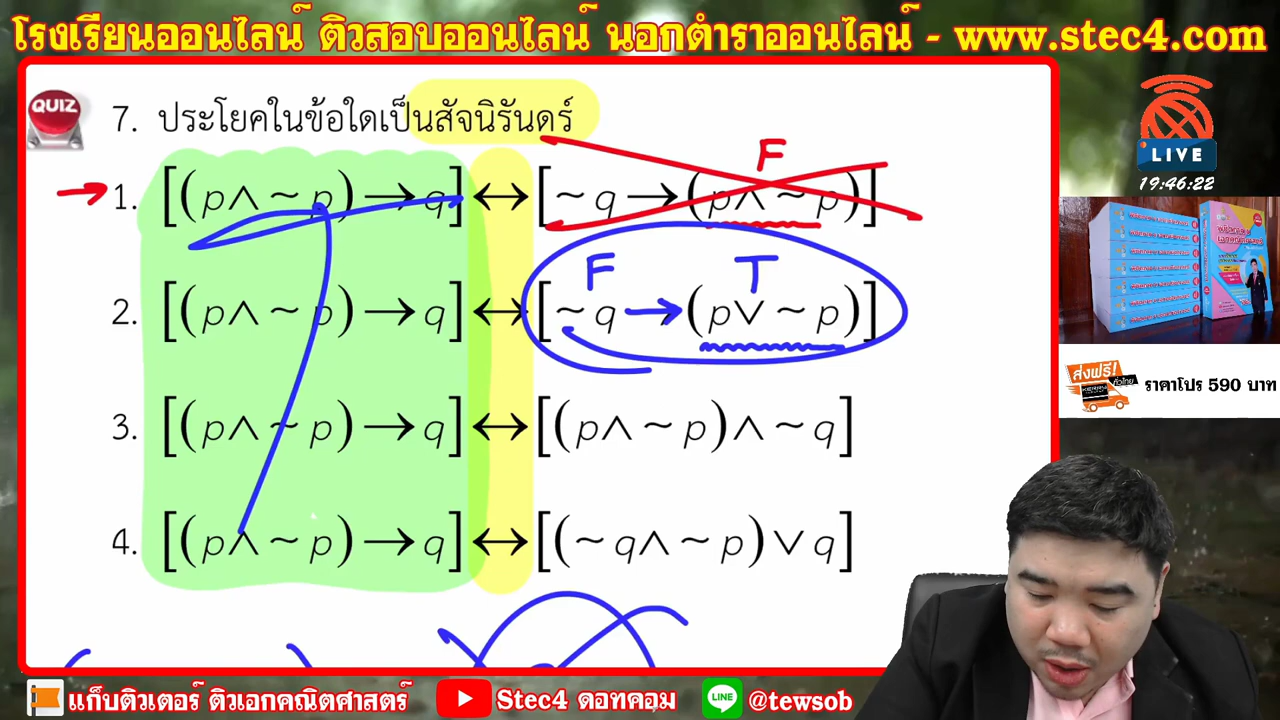 โรงเรียนออนไลน์ ติวสอบออนไลน์ นอกตำราออนไลน์ - www.stec4.com
QUIZ
7. ประโยคในข้อใดเป็นสัจนิรันดร์
F
1. [(p∧~p)→q]↔[~q→(p∧~p)]
F T
2. [(p∧~p)→q]↔[~q→(p∨~p)]
3. [(p∧~p)→q]↔[(p∧~p)∧~q]
4. [(p∧~p)→q]↔[(~q∧~p)∨q]
LIVE
19:46:22
ส่งฟรี!
ทั่วไทย
ราคาโปร 590 บาท
แก็บติวเตอร์ ติวเอกคณิตศาสตร์
Stec4 ดอทคอม
LINE
@tewsob